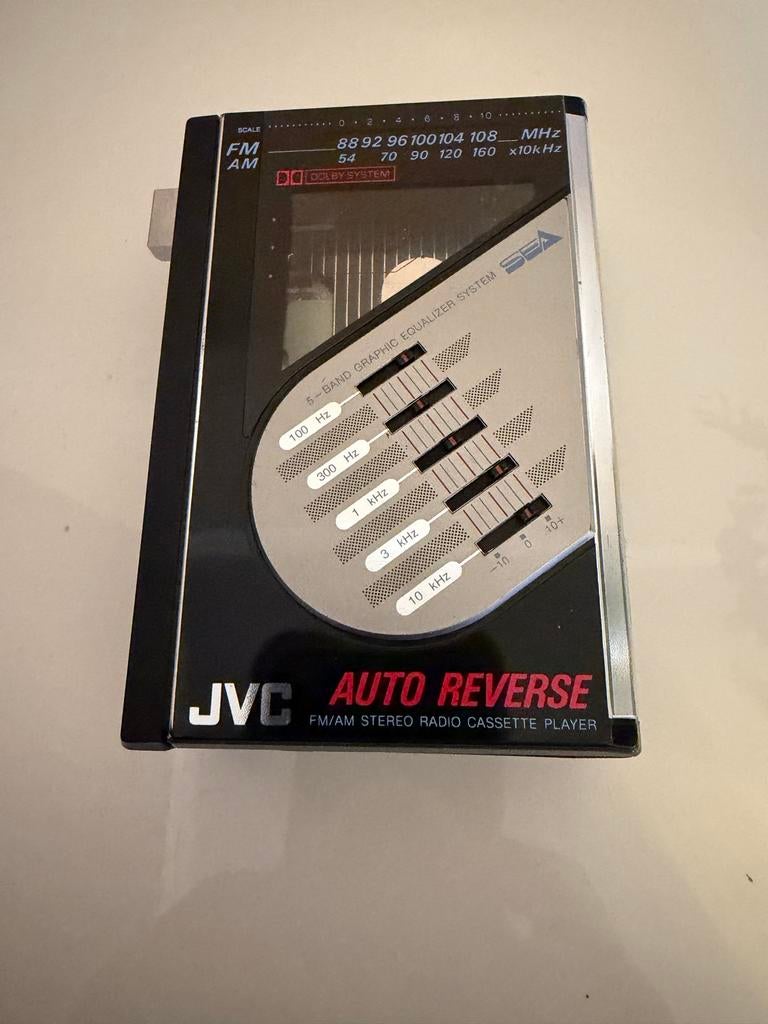 SCALE 0 · 2 · 4 · 6 · 8 · 10
FM 88 92 96 100 104 108 MHz
AM 54 70 90 120 160 x10kHz
DOLBY SYSTEM
SEA
5-BAND GRAPHIC EQUALIZER SYSTEM
100 Hz
300 Hz
1 kHz
3 kHz
10 kHz
-10 0 10+
JVC
AUTO REVERSE
FM/AM STEREO RADIO CASSETTE PLAYER